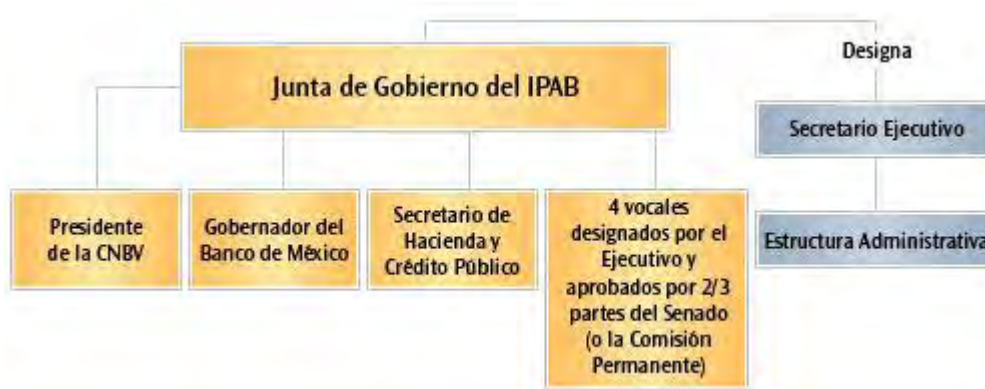 Junta de Gobierno del IPAB
Designa
Secretario Ejecutivo
Estructura Administrativa
Presidente
de la CNBV
Gobernador del
Banco de México
Secretario de
Hacienda y
Crédito Público
4 vocales
designados por el
Ejecutivo y
aprobados por 2/3
partes del Senado
(o la Comisión
Permanente)